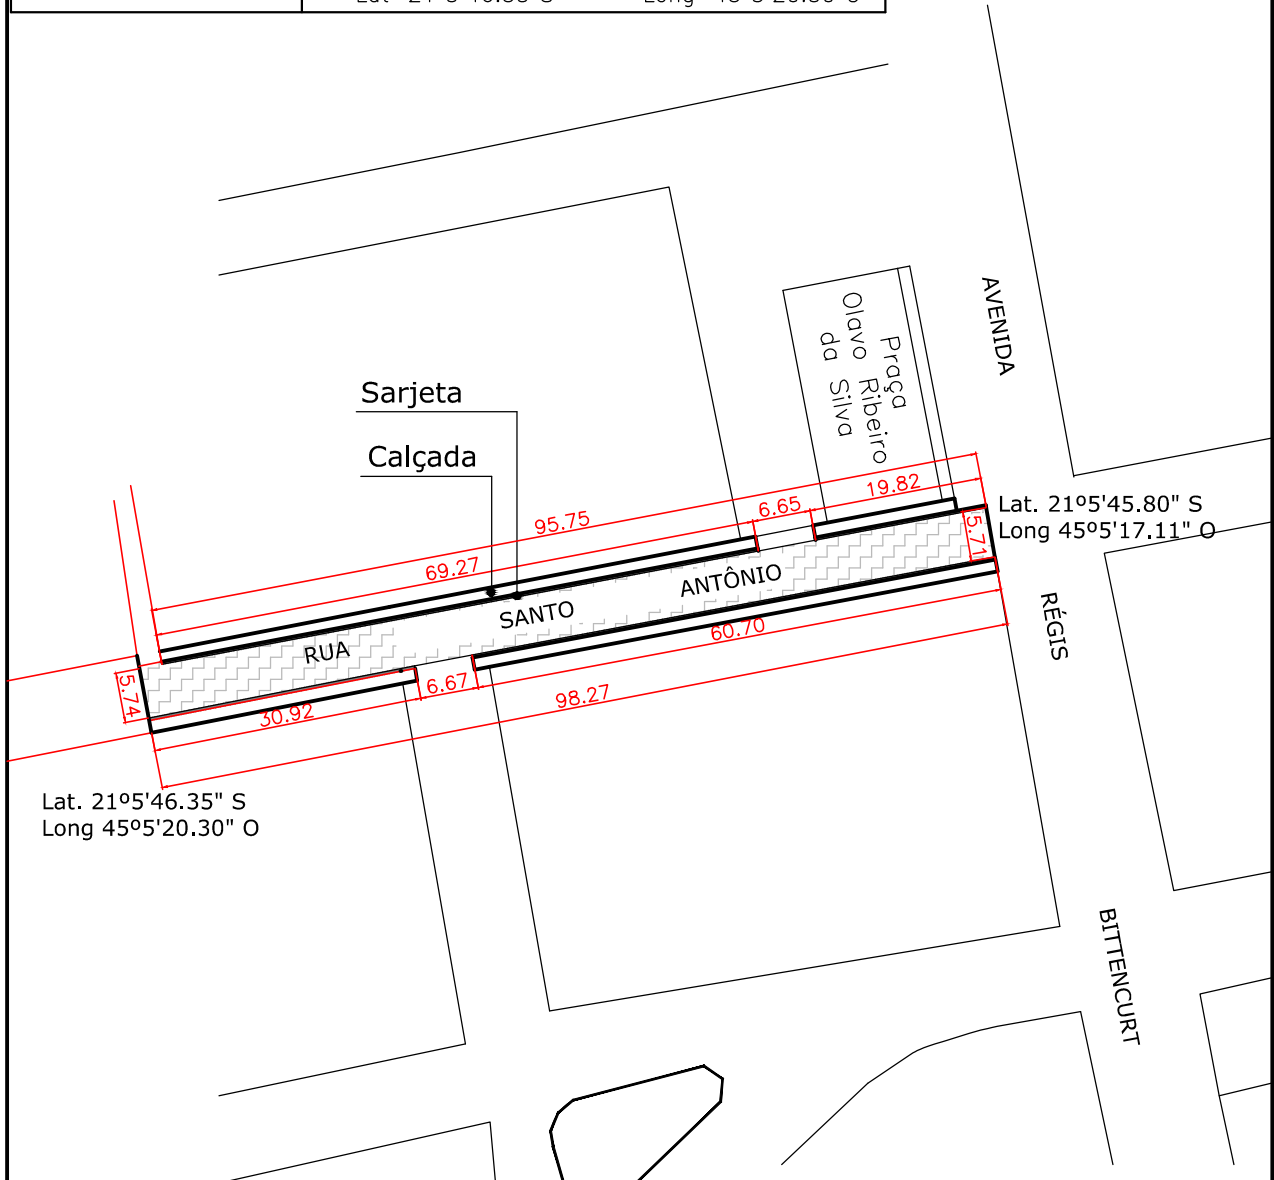 Praça
Olavo Ribeiro
da Silva
AVENIDA
Sarjeta
Calçada
19.82
6.65
95.75
69.27
Lat. 21º5'45.80" S
Long 45º5'17.11" O
5.71
RUA
SANTO
ANTÔNIO
RÉGIS
60.70
6.67
98.27
30.92
5.74
Lat. 21º5'46.35" S
Long 45º5'20.30" O
BITTENCURT